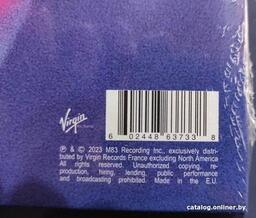 Virgin
6 02448 63733 8
℗ & © 2023 M83 Recording Inc., exclusively distri-
buted by Virgin Records France excluding North America
All rights reserved. Unauthorized copying, re-
production, hiring, lending, public performance
and broadcasting prohibited. Made in the E.U.
catalog.onliner.by